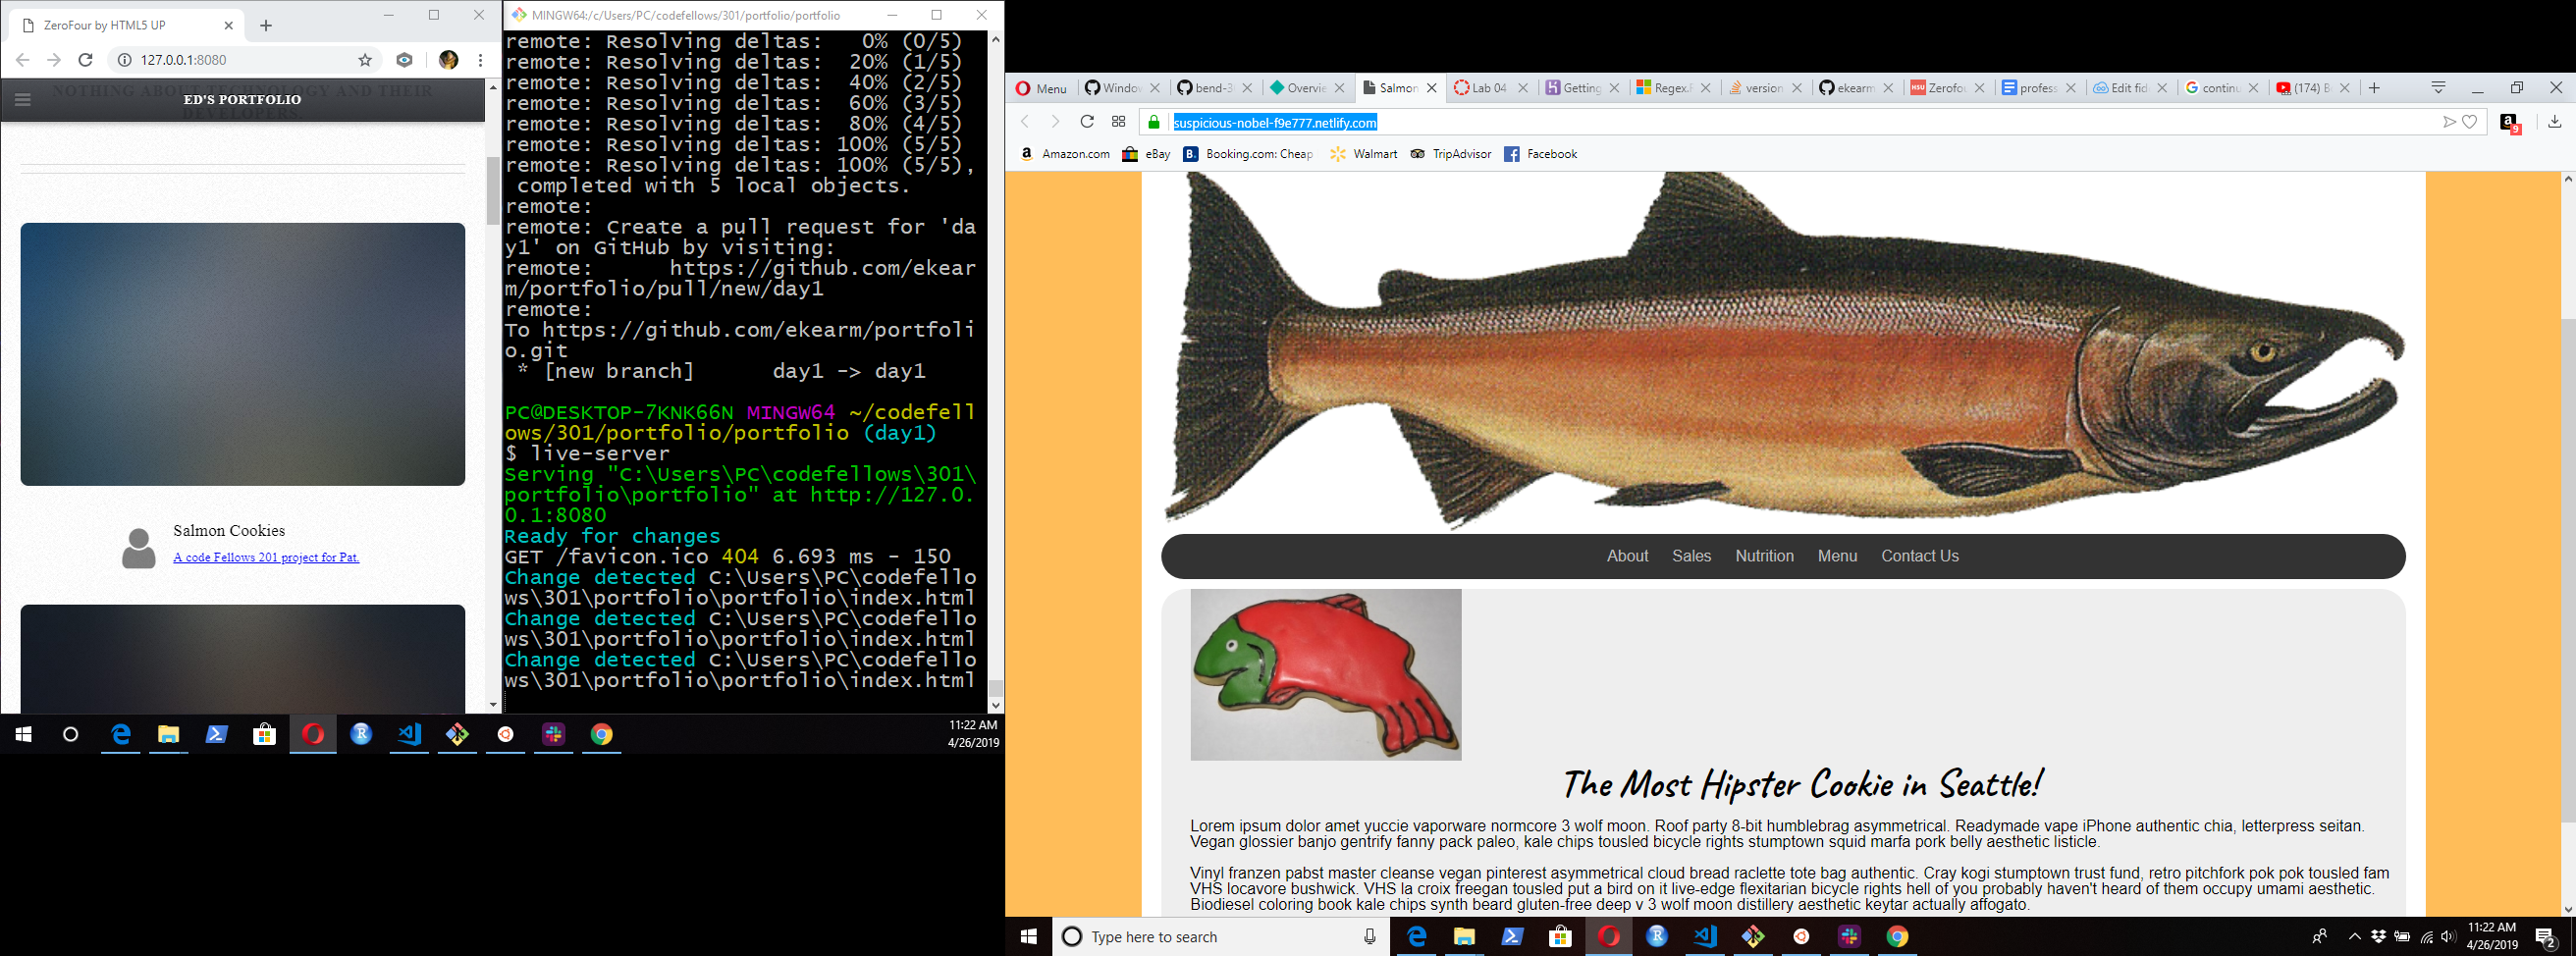 ZeroFour by HTML5 UP
127.0.0.1:8080
NOTHING ABOUT TECHNOLOGY AND THEIR
DEVELOPERS.
ED'S PORTFOLIO
Salmon Cookies
A code Fellows 201 project for Pat.
11:22 AM
4/26/2019
MINGW64:/c/Users/PC/codefellows/301/portfolio/portfolio
remote: Resolving deltas:   0% (0/5)
remote: Resolving deltas:  20% (1/5)
remote: Resolving deltas:  40% (2/5)
remote: Resolving deltas:  60% (3/5)
remote: Resolving deltas:  80% (4/5)
remote: Resolving deltas: 100% (5/5)
remote: Resolving deltas: 100% (5/5),
 completed with 5 local objects.
remote:
remote: Create a pull request for 'da
y1' on GitHub by visiting:
remote:      https://github.com/ekear
m/portfolio/pull/new/day1
remote:
To https://github.com/ekearm/portfoli
o.git
 * [new branch]      day1 -> day1
PC@DESKTOP-7KNK66N MINGW64 ~/codefell
ows/301/portfolio/portfolio (day1)
$ live-server
Serving "C:\Users\PC\codefellows\301\
portfolio\portfolio" at http://127.0.
0.1:8080
Ready for changes
GET /favicon.ico 404 6.693 ms - 150
Change detected C:\Users\PC\codefello
ws\301\portfolio\portfolio\index.html
Change detected C:\Users\PC\codefello
ws\301\portfolio\portfolio\index.html
Change detected C:\Users\PC\codefello
ws\301\portfolio\portfolio\index.html
Menu Window bend-3 Overvie Salmon Lab 04 Getting Regex.F version ekearm Zerofou profess Edit fid continu (174) B
suspicious-nobel-f9e777.netlify.com
9
Amazon.com eBay Booking.com: Cheap Walmart TripAdvisor Facebook
About Sales Nutrition Menu Contact Us
The Most Hipster Cookie in Seattle!
Lorem ipsum dolor amet yuccie vaporware normcore 3 wolf moon. Roof party 8-bit humblebrag asymmetrical. Readymade vape iPhone authentic chia, letterpress seitan.
Vegan glossier banjo gentrify fanny pack paleo, kale chips tousled bicycle rights stumptown squid marfa pork belly aesthetic listicle.
Vinyl franzen pabst master cleanse vegan pinterest asymmetrical cloud bread raclette tote bag authentic. Cray kogi stumptown trust fund, retro pitchfork pok pok tousled fam
VHS locavore bushwick. VHS la croix freegan tousled put a bird on it live-edge flexitarian bicycle rights hell of you probably haven't heard of them occupy umami aesthetic.
Biodiesel coloring book kale chips synth beard gluten-free deep v 3 wolf moon distillery aesthetic keytar actually affogato.
Type here to search
11:22 AM
4/26/2019
2